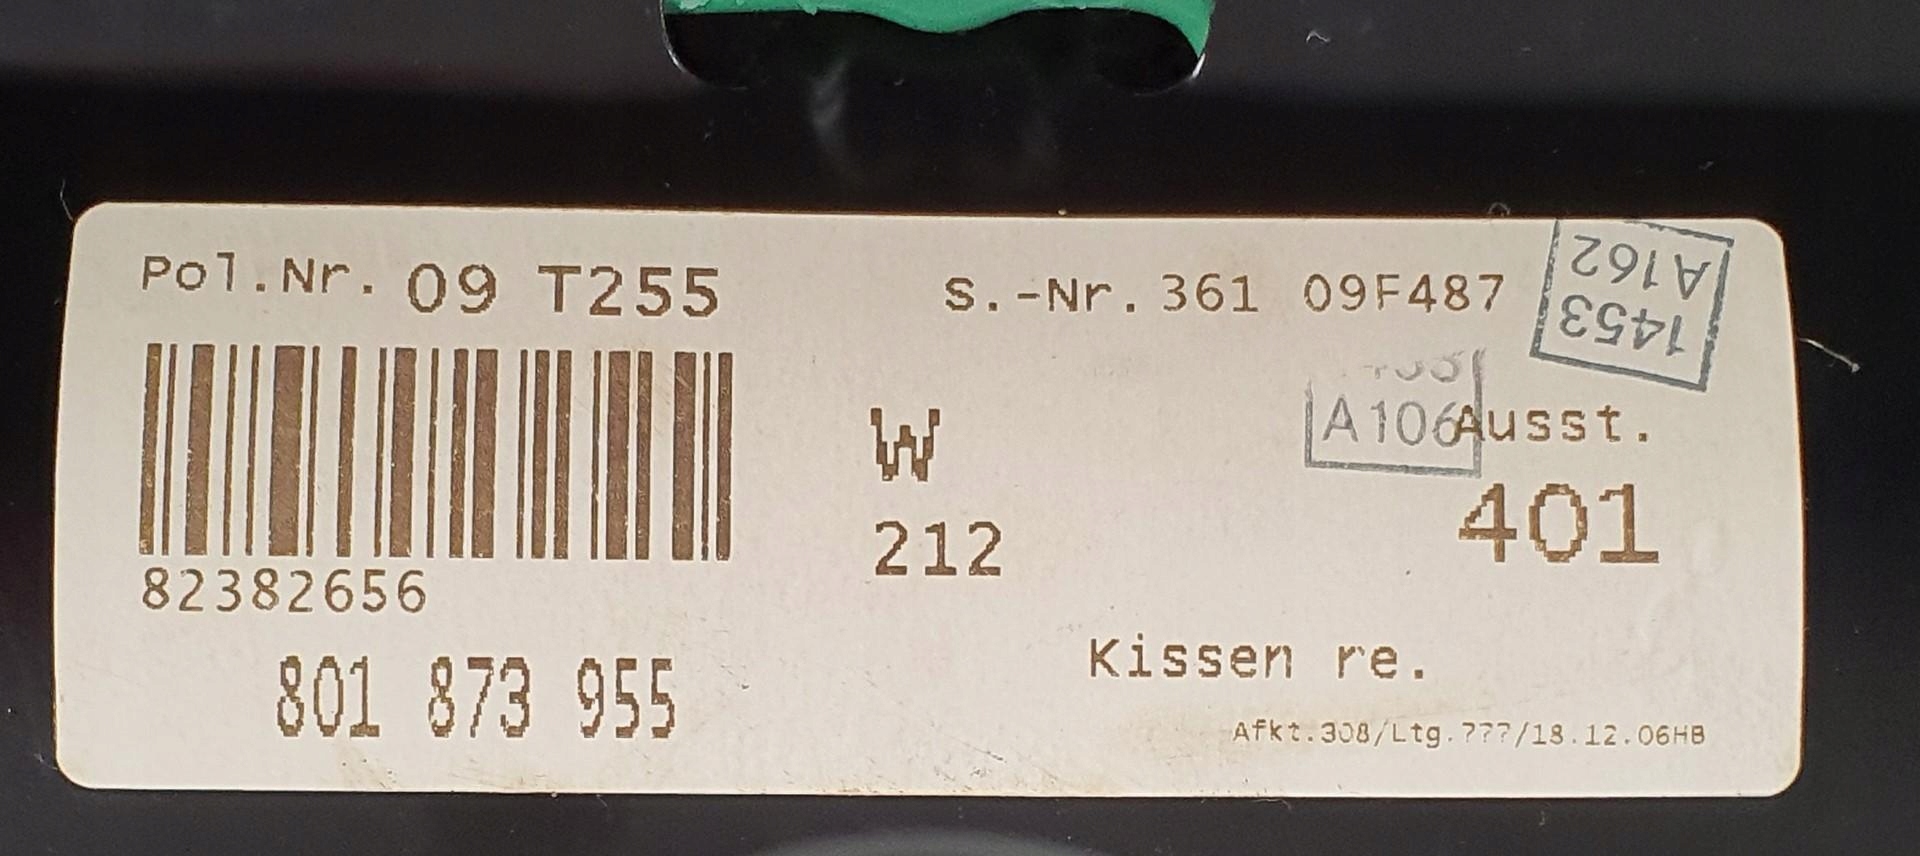 Pol.Nr. 09 T255
S.-Nr. 361 09F487
1453
A162
A106
W
212
Ausst.
401
82382656
801 873 955
Kissen re.
Afkt.308/Ltg.???/18.12.06HB